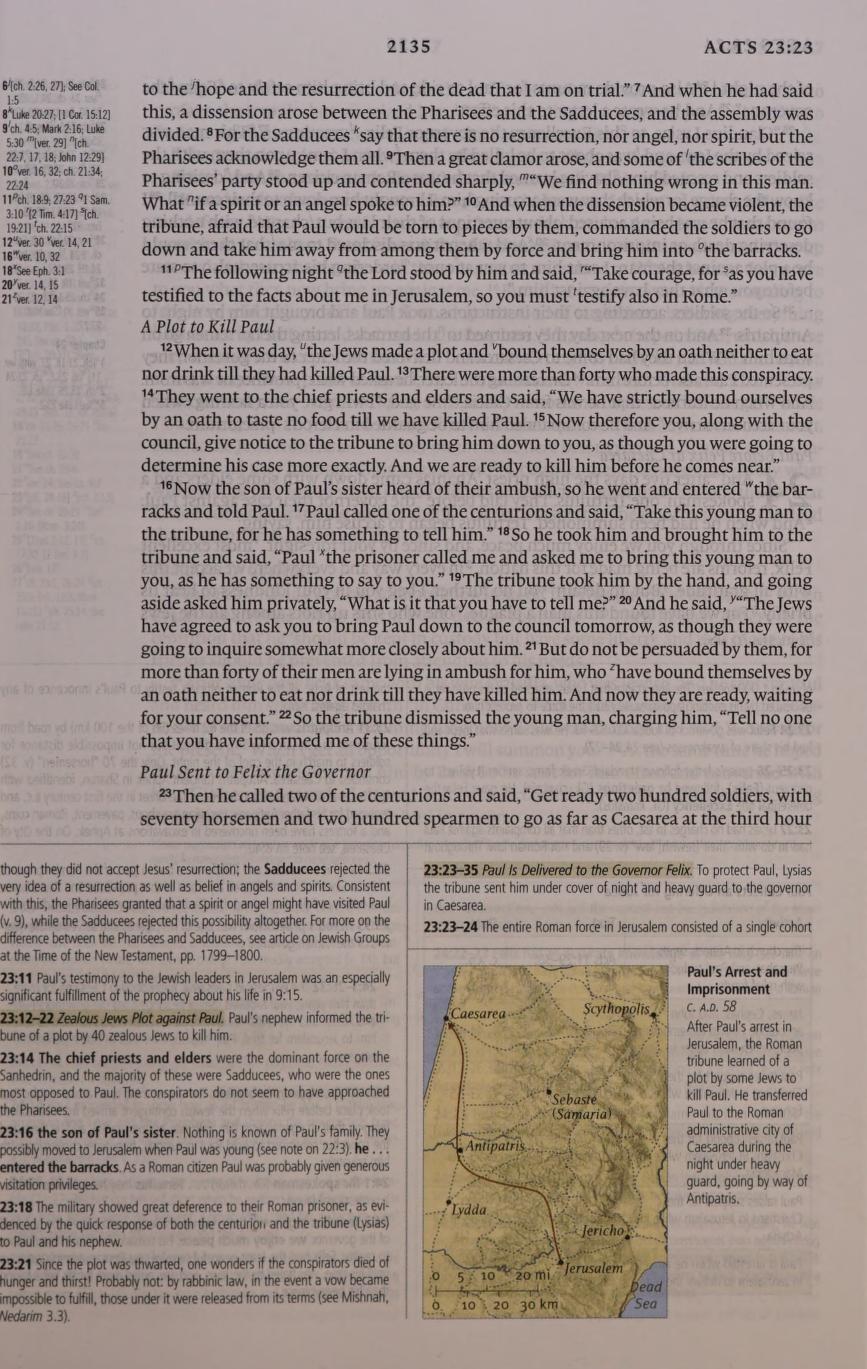 2135
ACTS 23:23
6 j[ch. 2:26, 27]; See Col.
1:5
8 k Luke 20:27; [1 Cor. 15:12]
9 l ch. 4:5; Mark 2:16; Luke
5:30 m [ver. 29] n [ch.
22:7, 17, 18; John 12:29]
10 o ver. 16, 32; ch. 21:34;
22:24
11 p ch. 18:9; 27:23 q 1 Sam.
3:10 r [2 Tim. 4:17] s [ch.
19:21] t ch. 22:15
12 u ver. 30 v ver. 14, 21
16 w ver. 10, 32
18 x See Eph. 3:1
20 y ver. 14, 15
21 z ver. 12, 14
to the j hope and the resurrection of the dead that I am on trial.” 7 And when he had said
this, a dissension arose between the Pharisees and the Sadducees, and the assembly was
divided. 8 For the Sadducees k say that there is no resurrection, nor angel, nor spirit, but the
Pharisees acknowledge them all. 9 Then a great clamor arose, and some of l the scribes of the
Pharisees’ party stood up and contended sharply, m “We find nothing wrong in this man.
What n if a spirit or an angel spoke to him?” 10 And when the dissension became violent, the
tribune, afraid that Paul would be torn to pieces by them, commanded the soldiers to go
down and take him away from among them by force and bring him into o the barracks.
11 p The following night q the Lord stood by him and said, r “Take courage, for s as you have
testified to the facts about me in Jerusalem, so you must t testify also in Rome.”
A Plot to Kill Paul
12 When it was day, u the Jews made a plot and v bound themselves by an oath neither to eat
nor drink till they had killed Paul. 13 There were more than forty who made this conspiracy.
14 They went to the chief priests and elders and said, “We have strictly bound ourselves
by an oath to taste no food till we have killed Paul. 15 Now therefore you, along with the
council, give notice to the tribune to bring him down to you, as though you were going to
determine his case more exactly. And we are ready to kill him before he comes near.”
16 Now the son of Paul’s sister heard of their ambush, so he went and entered w the bar-
racks and told Paul. 17 Paul called one of the centurions and said, “Take this young man to
the tribune, for he has something to tell him.” 18 So he took him and brought him to the
tribune and said, “Paul x the prisoner called me and asked me to bring this young man to
you, as he has something to say to you.” 19 The tribune took him by the hand, and going
aside asked him privately, “What is it that you have to tell me?” 20 And he said, y “The Jews
have agreed to ask you to bring Paul down to the council tomorrow, as though they were
going to inquire somewhat more closely about him. 21 But do not be persuaded by them, for
more than forty of their men are lying in ambush for him, who z have bound themselves by
an oath neither to eat nor drink till they have killed him. And now they are ready, waiting
for your consent.” 22 So the tribune dismissed the young man, charging him, “Tell no one
that you have informed me of these things.”
Paul Sent to Felix the Governor
23 Then he called two of the centurions and said, “Get ready two hundred soldiers, with
seventy horsemen and two hundred spearmen to go as far as Caesarea at the third hour
though they did not accept Jesus’ resurrection; the Sadducees rejected the
very idea of a resurrection as well as belief in angels and spirits. Consistent
with this, the Pharisees granted that a spirit or angel might have visited Paul
(v. 9), while the Sadducees rejected this possibility altogether. For more on the
difference between the Pharisees and Sadducees, see article on Jewish Groups
at the Time of the New Testament, pp. 1799–1800.
23:11 Paul’s testimony to the Jewish leaders in Jerusalem was an especially
significant fulfillment of the prophecy about his life in 9:15.
23:12–22 Zealous Jews Plot against Paul. Paul’s nephew informed the tri-
bune of a plot by 40 zealous Jews to kill him.
23:14 The chief priests and elders were the dominant force on the
Sanhedrin, and the majority of these were Sadducees, who were the ones
most opposed to Paul. The conspirators do not seem to have approached
the Pharisees.
23:16 the son of Paul’s sister. Nothing is known of Paul’s family. They
possibly moved to Jerusalem when Paul was young (see note on 22:3). he . . .
entered the barracks. As a Roman citizen Paul was probably given generous
visitation privileges.
23:18 The military showed great deference to their Roman prisoner, as evi-
denced by the quick response of both the centurion and the tribune (Lysias)
to Paul and his nephew.
23:21 Since the plot was thwarted, one wonders if the conspirators died of
hunger and thirst! Probably not: by rabbinic law, in the event a vow became
impossible to fulfill, those under it were released from its terms (see Mishnah,
Nedarim 3.3).
23:23–35 Paul Is Delivered to the Governor Felix. To protect Paul, Lysias
the tribune sent him under cover of night and heavy guard to the governor
in Caesarea.
23:23–24 The entire Roman force in Jerusalem consisted of a single cohort
Caesarea
Scythopolis
Sebaste
(Samaria)
Antipatris
Lydda
Jericho
Jerusalem
0 5 10 20 mi
0 10 20 30 km
Dead
Sea
Paul’s Arrest and
Imprisonment
C. A.D. 58
After Paul’s arrest in
Jerusalem, the Roman
tribune learned of a
plot by some Jews to
kill Paul. He transferred
Paul to the Roman
administrative city of
Caesarea during the
night under heavy
guard, going by way of
Antipatris.